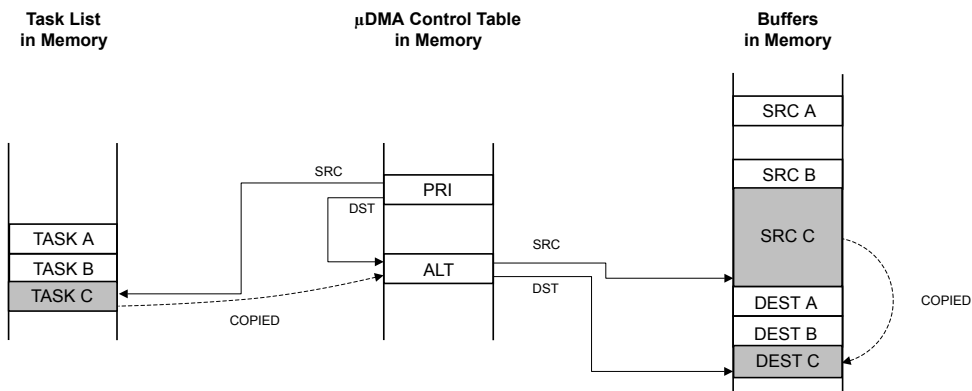 Task List
in Memory
µDMA Control Table
in Memory
Buffers
in Memory
SRC A
SRC B
SRC C
DEST A
DEST B
DEST C
TASK A
TASK B
TASK C
PRI
ALT
SRC
DST
SRC
DST
COPIED
COPIED